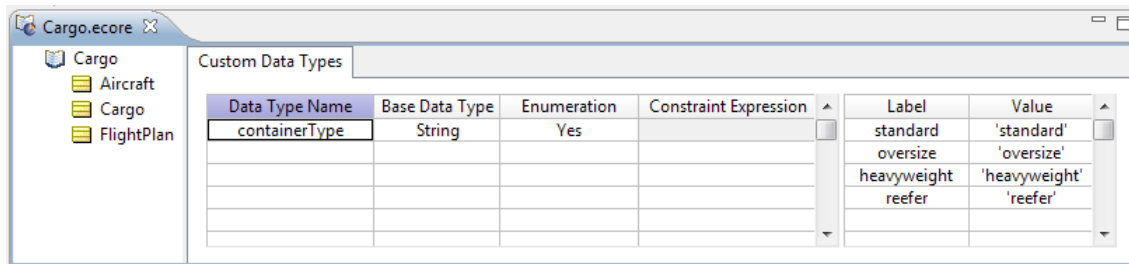 Cargo.ecore
Cargo
Aircraft
Cargo
FlightPlan
Custom Data Types
Data Type Name Base Data Type Enumeration Constraint Expression Label Value
containerType String Yes standard 'standard'
oversize 'oversize'
heavyweight 'heavyweight'
reefer 'reefer'